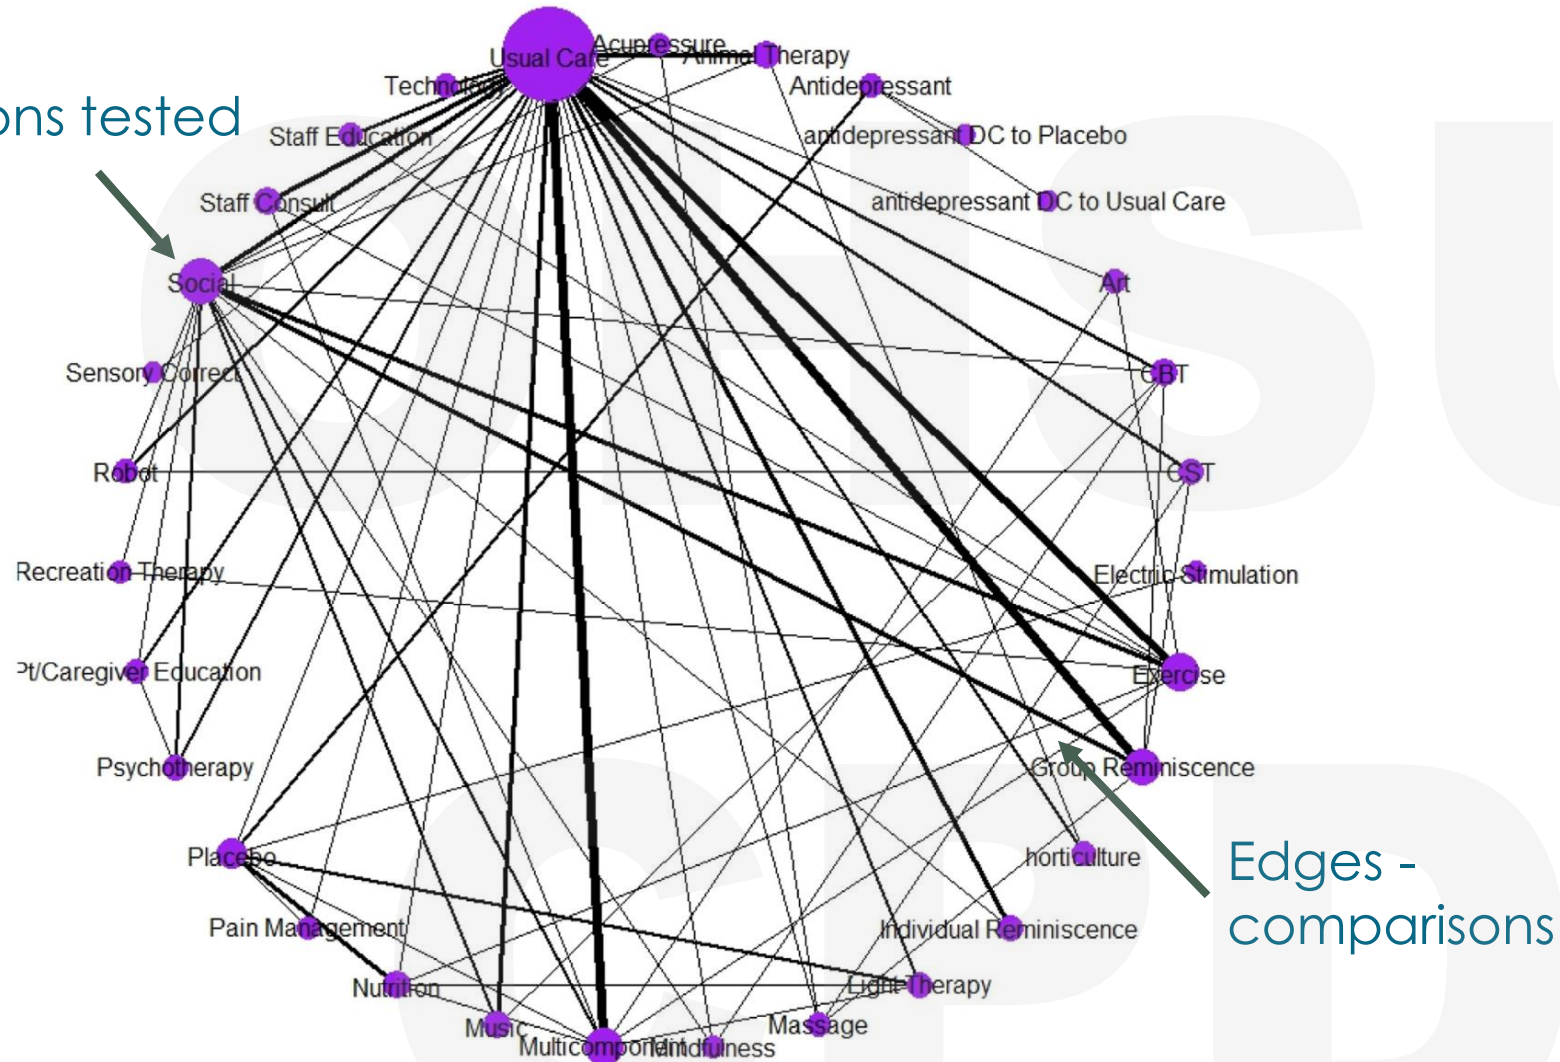 Usual Care
Acupressure
Animal Therapy
Technology
Antidepressant
ons tested
Staff Education
antidepressant DC to Placebo
Staff Consult
antidepressant DC to Usual Care
Social
Art
Sensory Correct
CBT
Robot
CST
Recreation Therapy
Electric Stimulation
Pt/Caregiver Education
Exercise
Psychotherapy
Group Reminiscence
Placebo
horticulture
Edges -
comparisons
Pain Management
Individual Reminiscence
Nutrition
Light Therapy
Music
Massage
Multicomponent
Mindfulness